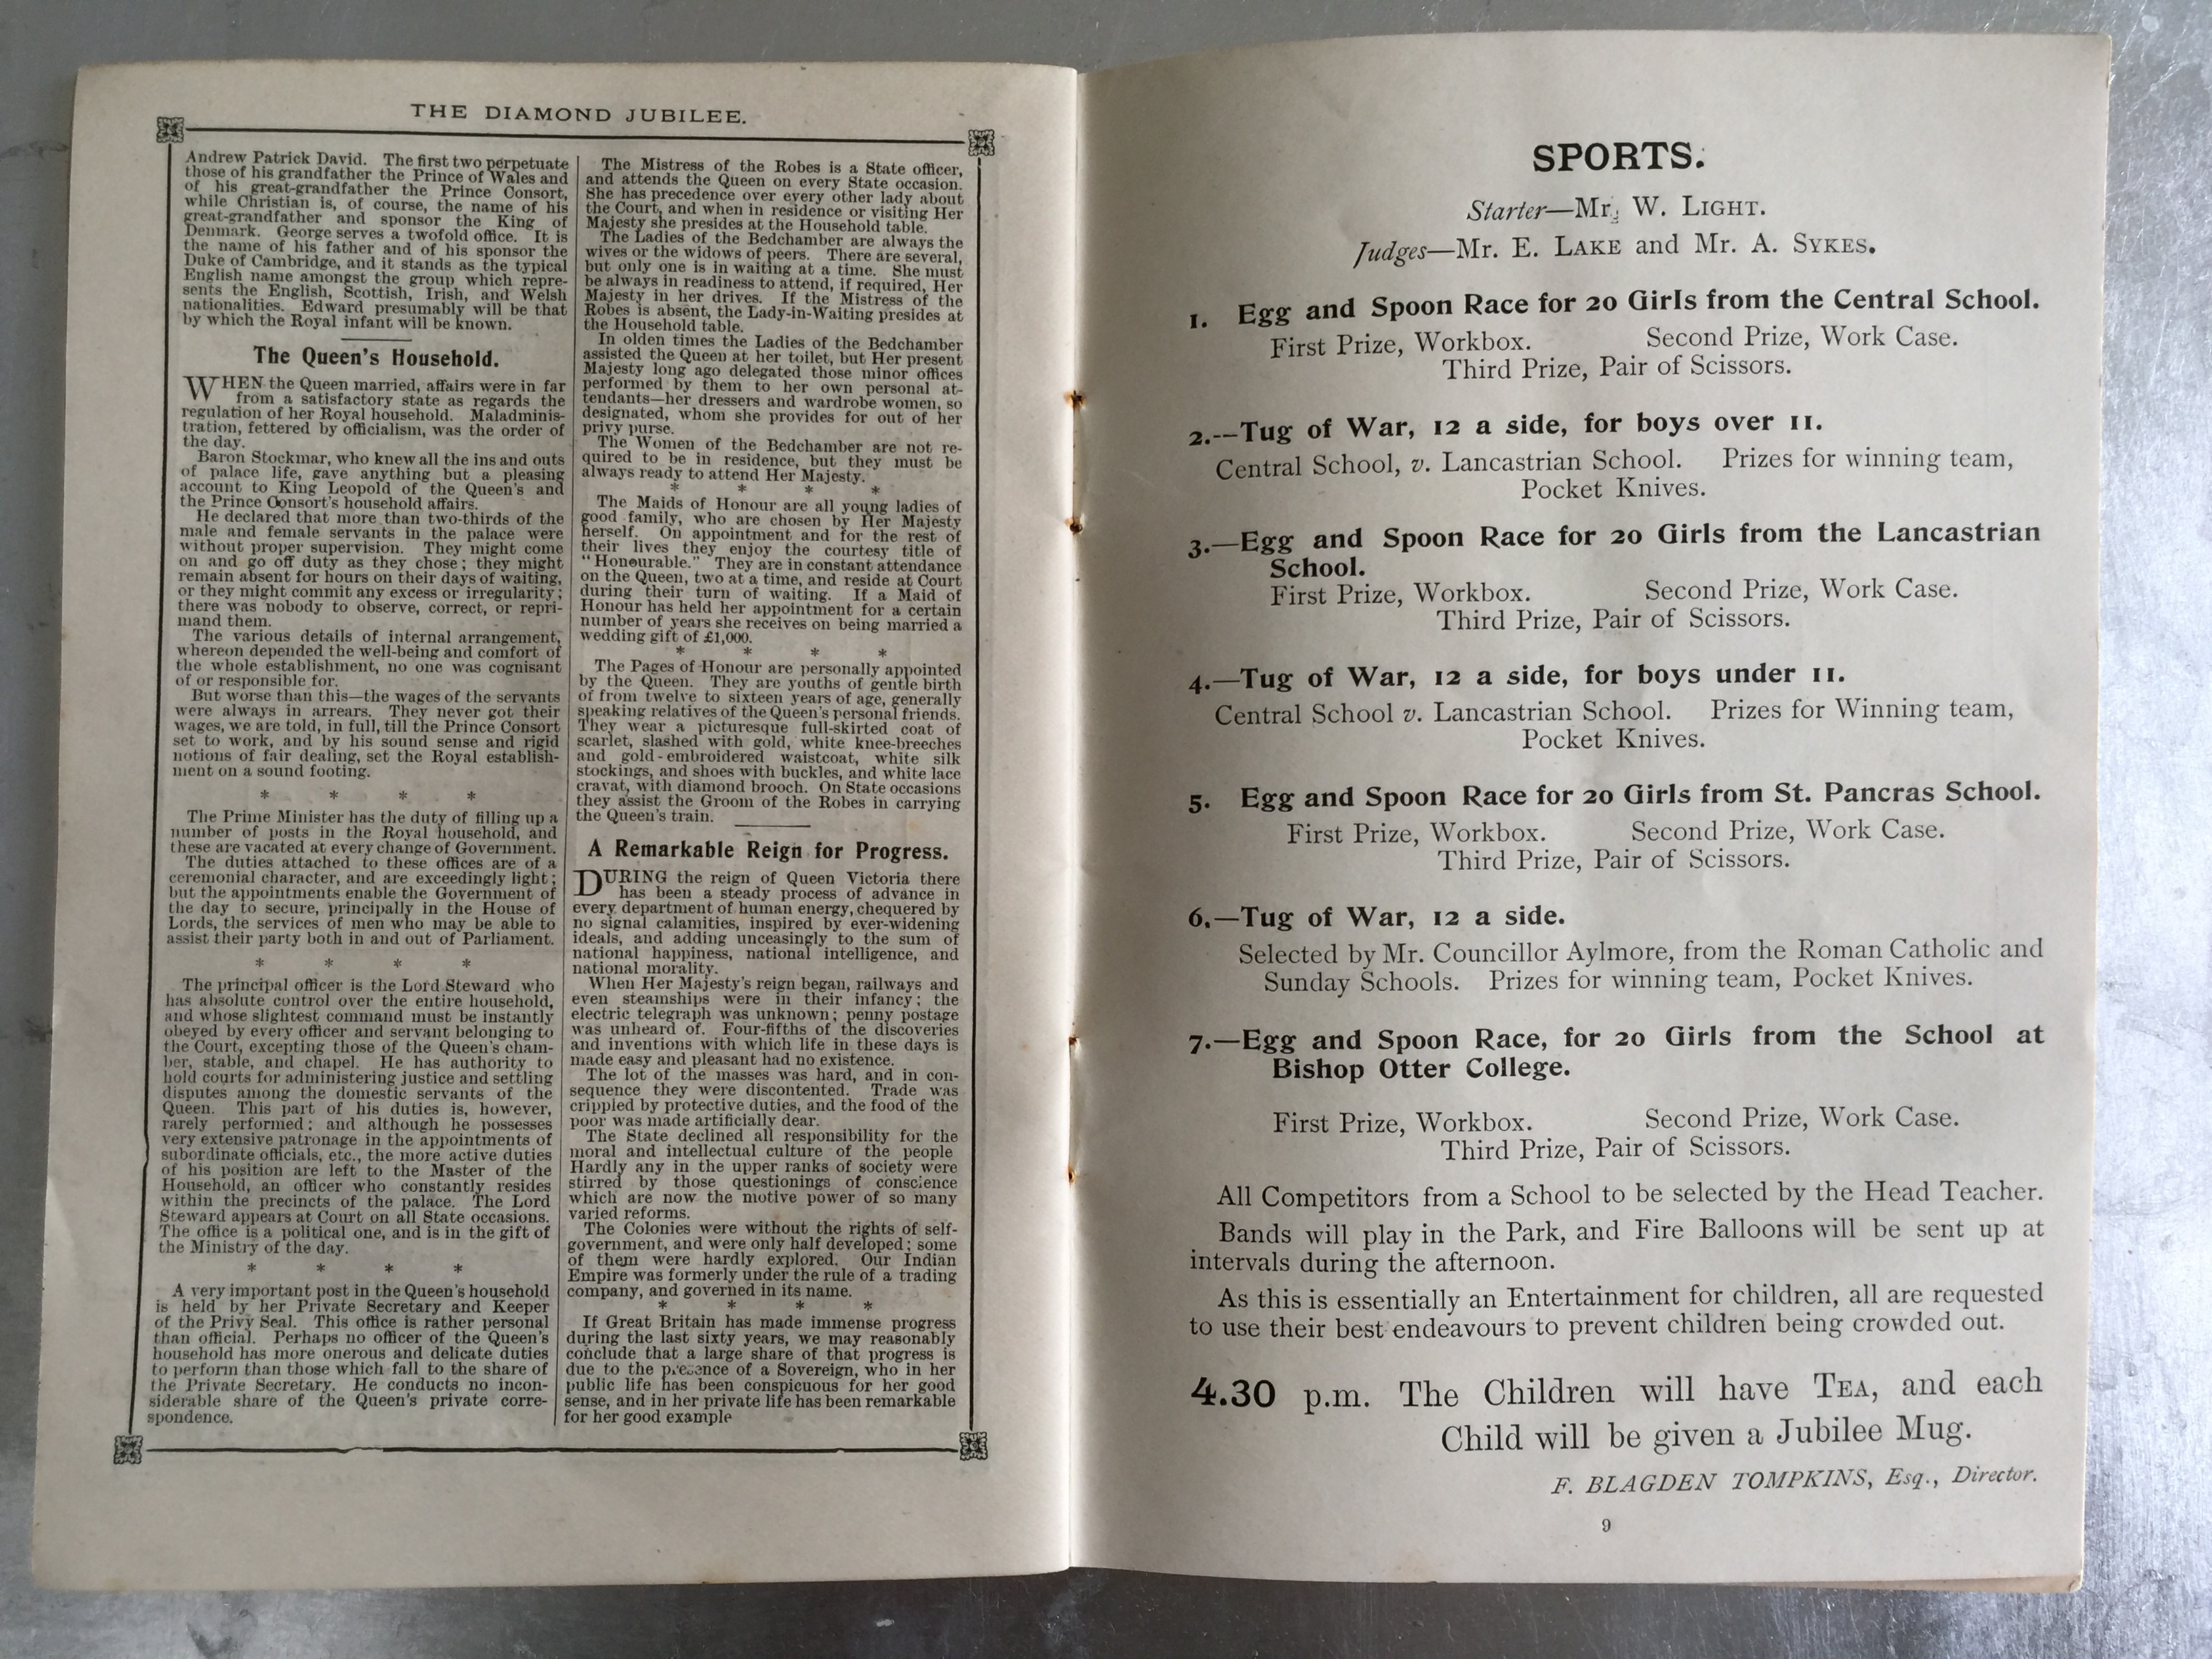 THE DIAMOND JUBILEE.
Andrew Patrick David. The first two perpetuate
those of his grandfather the Prince of Wales and
of his great-grandfather the Prince Consort,
while Christian is, of course, the name of his
great-grandfather and sponsor the King of
Denmark. George serves a twofold office. It is
the name of his father and of his sponsor the
Duke of Cambridge, and it stands as the typical
English name amongst the group which repre-
sents the English, Scottish, Irish, and Welsh
nationalities. Edward presumably will be that
by which the Royal infant will be known.
The Queen's Household.
WHEN the Queen married, affairs were in far
from a satisfactory state as regards the
regulation of her Royal household. Maladminis-
tration, fettered by officialism, was the order of
the day.
Baron Stockmar, who knew all the ins and outs
of palace life, gave anything but a pleasing
account to King Leopold of the Queen's and
the Prince Consort's household affairs.
He declared that more than two-thirds of the
male and female servants in the palace were
without proper supervision. They might come
on and go off duty as they chose; they might
remain absent for hours on their days of waiting,
or they might commit any excess or irregularity;
there was nobody to observe, correct, or repri-
mand them.
The various details of internal arrangement,
whereon depended the well-being and comfort of
the whole establishment, no one was cognisant
of or responsible for.
But worse than this—the wages of the servants
were always in arrears. They never got their
wages, we are told, in full, till the Prince Consort
set to work, and by his sound sense and rigid
notions of fair dealing, set the Royal establish-
ment on a sound footing.
* * * *
The Prime Minister has the duty of filling up a
number of posts in the Royal household, and
these are vacated at every change of Government.
The duties attached to these offices are of a
ceremonial character, and are exceedingly light;
but the appointments enable the Government of
the day to secure, principally in the House of
Lords, the services of men who may be able to
assist their party both in and out of Parliament.
* * * *
The principal officer is the Lord Steward who
has absolute control over the entire household,
and whose slightest command must be instantly
obeyed by every officer and servant belonging to
the Court, excepting those of the Queen's cham-
ber, stable, and chapel. He has authority to
hold courts for administering justice and settling
disputes among the domestic servants of the
Queen. This part of his duties is, however,
rarely performed; and although he possesses
very extensive patronage in the appointments of
subordinate officials, etc., the more active duties
of his position are left to the Master of the
Household, an officer who constantly resides
within the precincts of the palace. The Lord
Steward appears at Court on all State occasions.
The office is a political one, and is in the gift of
the Ministry of the day.
* * * *
A very important post in the Queen's household
is held by her Private Secretary and Keeper
of the Privy Seal. This office is rather personal
than official. Perhaps no officer of the Queen's
household has more onerous and delicate duties
to perform than those which fall to the share of
the Private Secretary. He conducts no incon-
siderable share of the Queen's private corre-
spondence.
The Mistress of the Robes is a State officer,
and attends the Queen on every State occasion.
She has precedence over every other lady about
the Court, and when in residence or visiting Her
Majesty she presides at the Household table.
The Ladies of the Bedchamber are always the
wives or the widows of peers. There are several,
but only one is in waiting at a time. She must
be always in readiness to attend, if required, Her
Majesty in her drives. If the Mistress of the
Robes is absent, the Lady-in-Waiting presides at
the Household table.
In olden times the Ladies of the Bedchamber
assisted the Queen at her toilet, but Her present
Majesty long ago delegated those minor offices
performed by them to her own personal at-
tendants—her dressers and wardrobe women, so
designated, whom she provides for out of her
privy purse.
The Women of the Bedchamber are not re-
quired to be in residence, but they must be
always ready to attend Her Majesty.
* * * *
The Maids of Honour are all young ladies of
good family, who are chosen by Her Majesty
herself. On appointment and for the rest of
their lives they enjoy the courtesy title of
"Honourable." They are in constant attendance
on the Queen, two at a time, and reside at Court
during their turn of waiting. If a Maid of
Honour has held her appointment for a certain
number of years she receives on being married a
wedding gift of £1,000.
* * * *
The Pages of Honour are personally appointed
by the Queen. They are youths of gentle birth
of from twelve to sixteen years of age, generally
speaking relatives of the Queen's personal friends.
They wear a picturesque full-skirted coat of
scarlet, slashed with gold, white knee-breeches
and gold-embroidered waistcoat, white silk
stockings, and shoes with buckles, and white lace
cravat, with diamond brooch. On State occasions
they assist the Groom of the Robes in carrying
the Queen's train.
A Remarkable Reign for Progress.
DURING the reign of Queen Victoria there
has been a steady process of advance in
every department of human energy, chequered by
no signal calamities, inspired by ever-widening
ideals, and adding unceasingly to the sum of
national happiness, national intelligence, and
national morality.
When Her Majesty's reign began, railways and
even steamships were in their infancy; the
electric telegraph was unknown; penny postage
was unheard of. Four-fifths of the discoveries
and inventions with which life in these days is
made easy and pleasant had no existence.
The lot of the masses was hard, and in con-
sequence they were discontented. Trade was
crippled by protective duties, and the food of the
poor was made artificially dear.
The State declined all responsibility for the
moral and intellectual culture of the people
Hardly any in the upper ranks of society were
stirred by those questionings of conscience
which are now the motive power of so many
varied reforms.
The Colonies were without the rights of self-
government, and were only half developed; some
of them were hardly explored. Our Indian
Empire was formerly under the rule of a trading
company, and governed in its name.
* * * *
If Great Britain has made immense progress
during the last sixty years, we may reasonably
conclude that a large share of that progress is
due to the presence of a Sovereign, who in her
public life has been conspicuous for her good
sense, and in her private life has been remarkable
for her good example
SPORTS.
Starter—Mr. W. LIGHT.
Judges—Mr. E. LAKE and Mr. A. SYKES.
1. Egg and Spoon Race for 20 Girls from the Central School.
First Prize, Workbox. Second Prize, Work Case.
Third Prize, Pair of Scissors.
2.--Tug of War, 12 a side, for boys over 11.
Central School, v. Lancastrian School. Prizes for winning team,
Pocket Knives.
3.—Egg and Spoon Race for 20 Girls from the Lancastrian
School.
First Prize, Workbox. Second Prize, Work Case.
Third Prize, Pair of Scissors.
4.—Tug of War, 12 a side, for boys under 11.
Central School v. Lancastrian School. Prizes for Winning team,
Pocket Knives.
5. Egg and Spoon Race for 20 Girls from St. Pancras School.
First Prize, Workbox. Second Prize, Work Case.
Third Prize, Pair of Scissors.
6.—Tug of War, 12 a side.
Selected by Mr. Councillor Aylmore, from the Roman Catholic and
Sunday Schools. Prizes for winning team, Pocket Knives.
7.—Egg and Spoon Race, for 20 Girls from the School at
Bishop Otter College.
First Prize, Workbox. Second Prize, Work Case.
Third Prize, Pair of Scissors.
All Competitors from a School to be selected by the Head Teacher.
Bands will play in the Park, and Fire Balloons will be sent up at
intervals during the afternoon.
As this is essentially an Entertainment for children, all are requested
to use their best endeavours to prevent children being crowded out.
4.30 p.m. The Children will have TEA, and each
Child will be given a Jubilee Mug.
F. BLAGDEN TOMPKINS, Esq., Director.
9